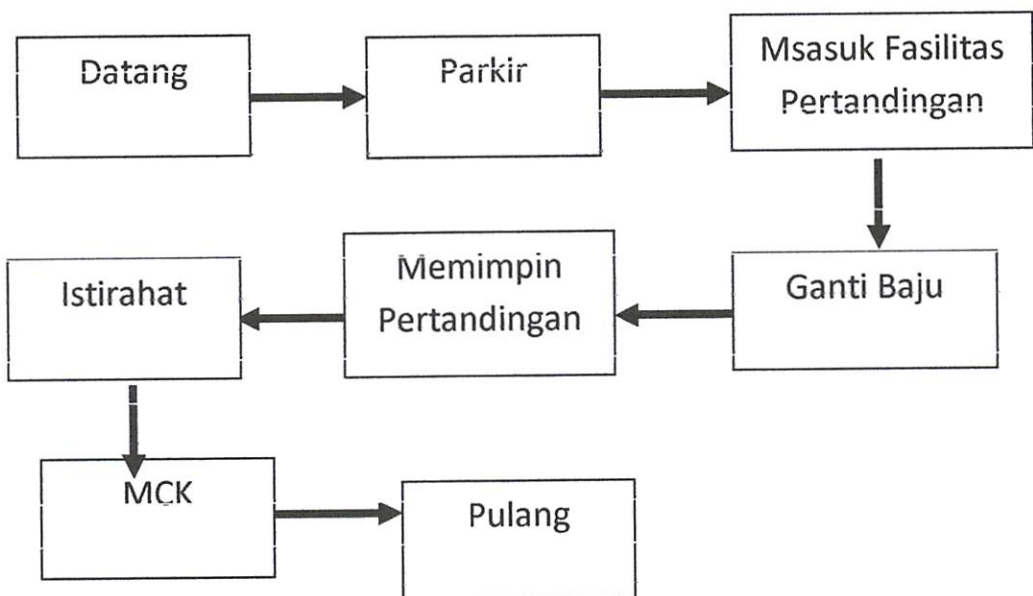 Datang
Parkir
Msasuk Fasilitas
Pertandingan
Ganti Baju
Memimpin
Pertandingan
Istirahat
MCK
Pulang